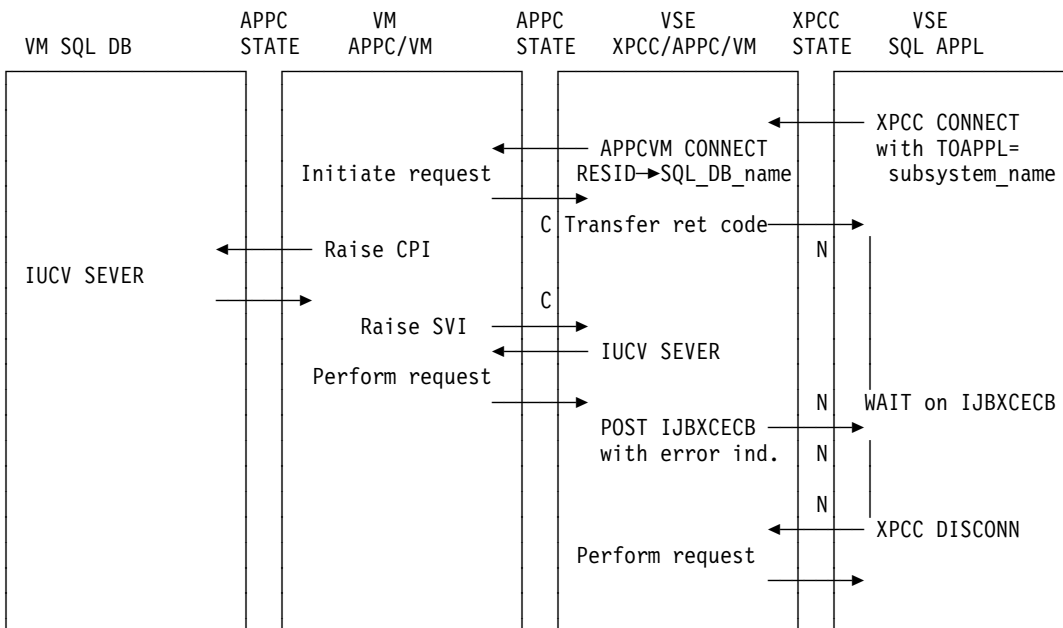 APPC VM APPC VSE XPCC VSE
VM SQL DB STATE APPC/VM STATE XPCC/APPC/VM STATE SQL APPL
XPCC CONNECT
APPCVM CONNECT with TOAPPL=
Initiate request RESID→SQL_DB_name subsystem_name
C Transfer ret code
Raise CPI N
IUCV SEVER
C
Raise SVI
IUCV SEVER
Perform request
N WAIT on IJBXCECB
POST IJBXCECB
with error ind. N
N
XPCC DISCONN
Perform request